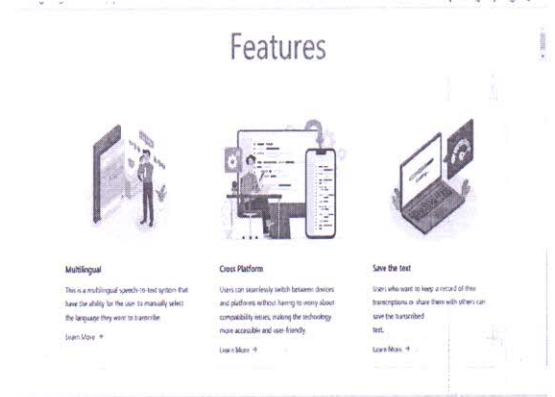 Features
Multilingual
This is a multilingual speech-to-text system that
have the ability for the user to manually select
the language they want to transcribe.
Learn More →
Cross Platform
Users can seamlessly switch between devices
and platforms without having to worry about
compatibility issues, making the technology
more accessible and user-friendly.
Learn More →
Save the text
Users who want to keep a record of their
transcriptions or share them with others can
save the transcribed
text.
Learn More →